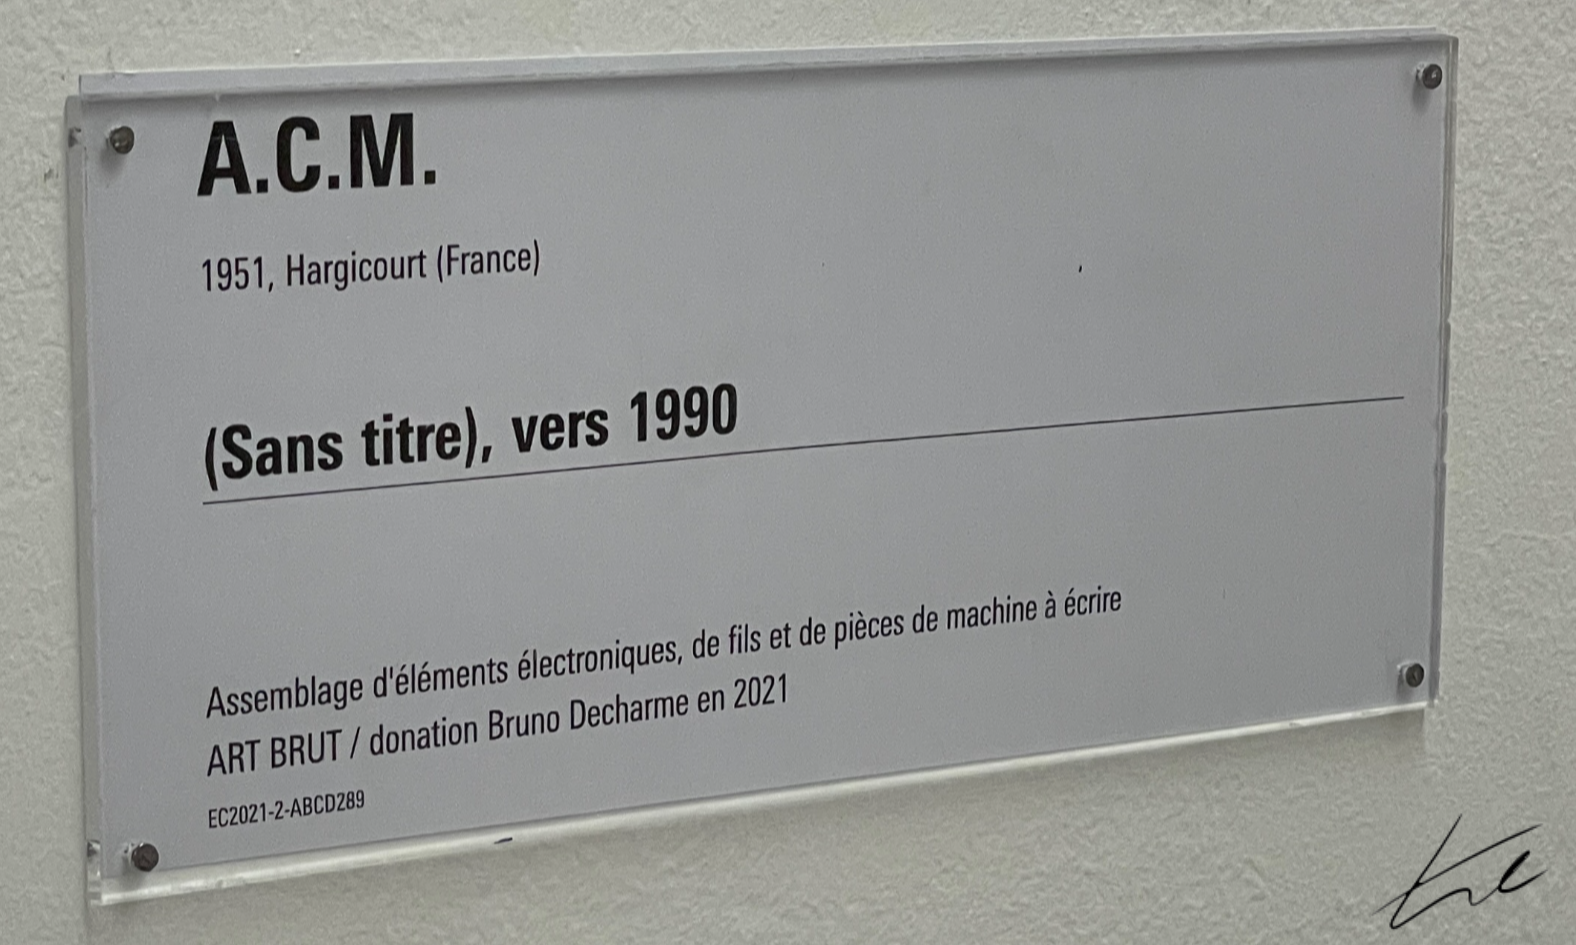 A.C.M.
1951, Hargicourt (France)
(Sans titre), vers 1990
Assemblage d'éléments électroniques, de fils et de pièces de machine à écrire
ART BRUT / donation Bruno Decharme en 2021
EC2021-2-ABCD289